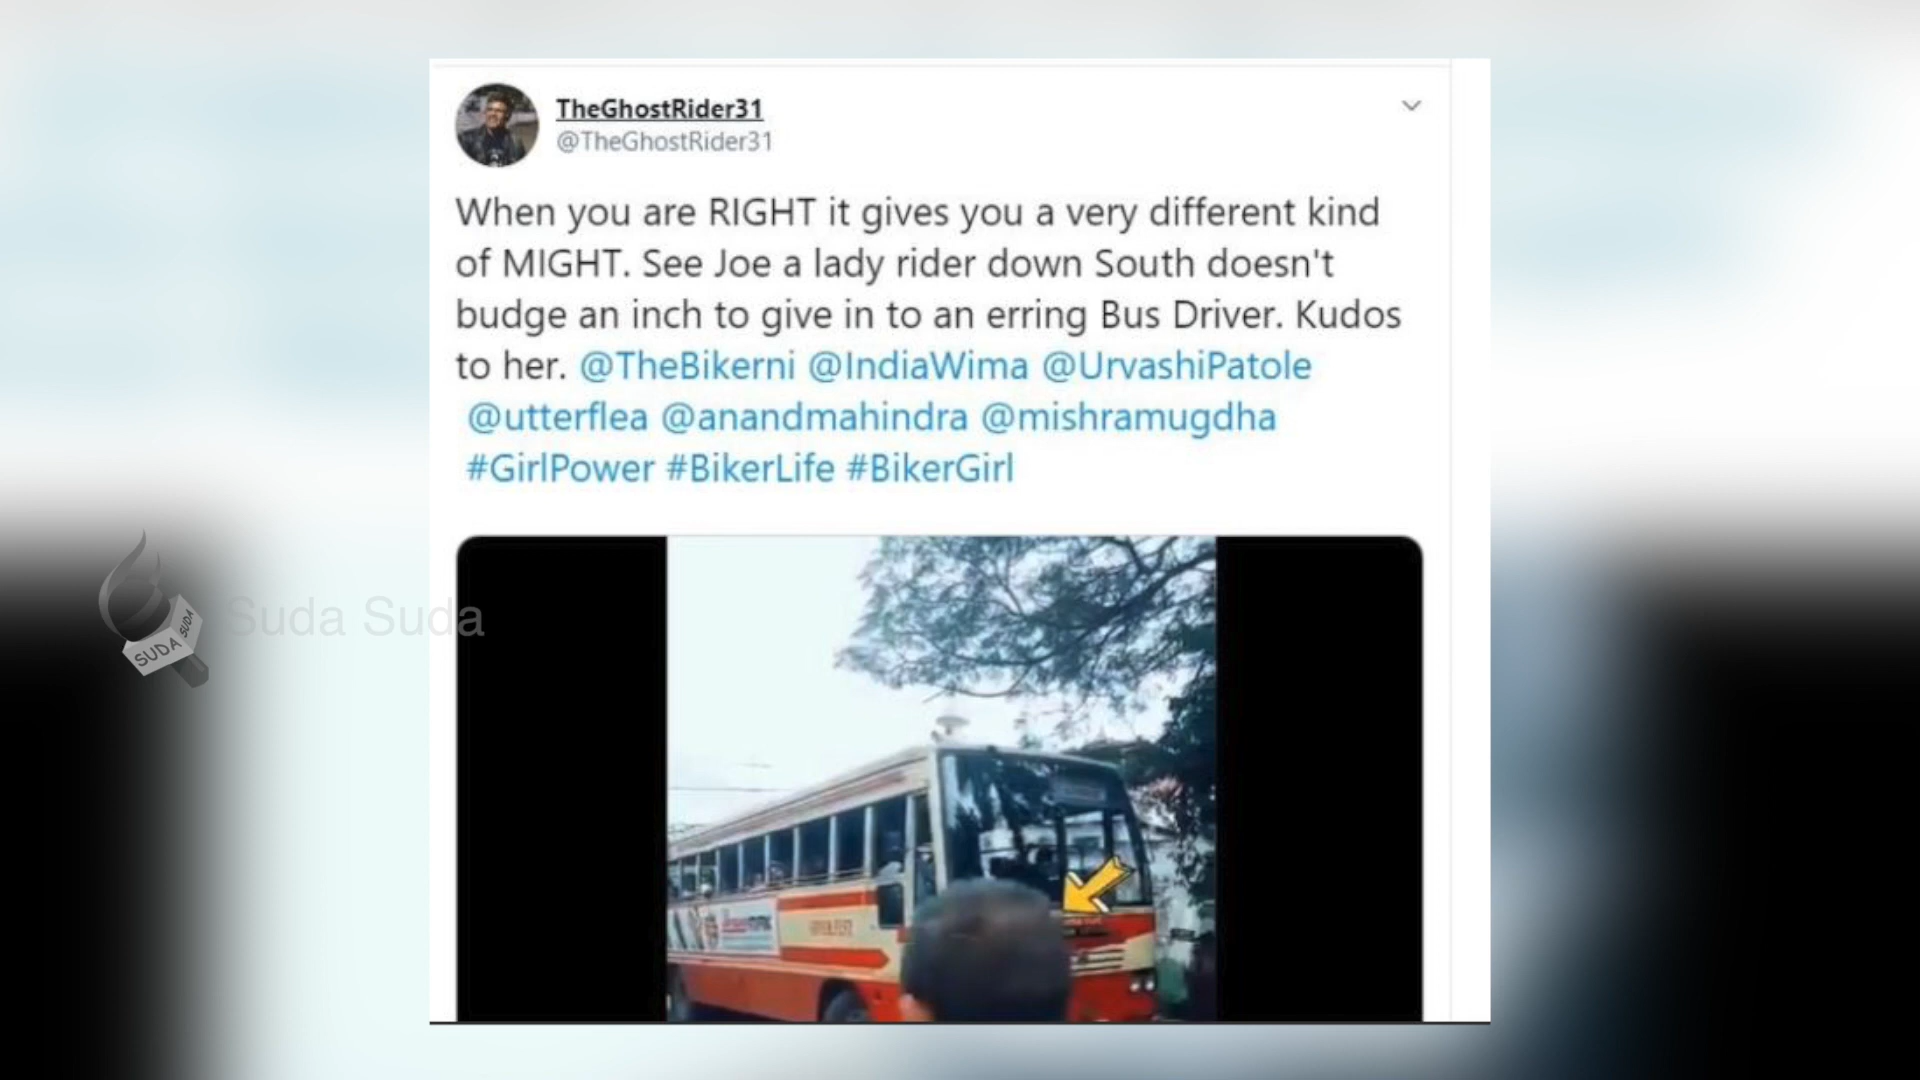 TheGhostRider31
@TheGhostRider31
When you are RIGHT it gives you a very different kind
of MIGHT. See Joe a lady rider down South doesn't
budge an inch to give in to an erring Bus Driver. Kudos
to her. @TheBikerni @IndiaWima @UrvashiPatole
@utterflea @anandmahindra @mishramugdha
#GirlPower #BikerLife #BikerGirl
SUDA SUDA
Suda Suda